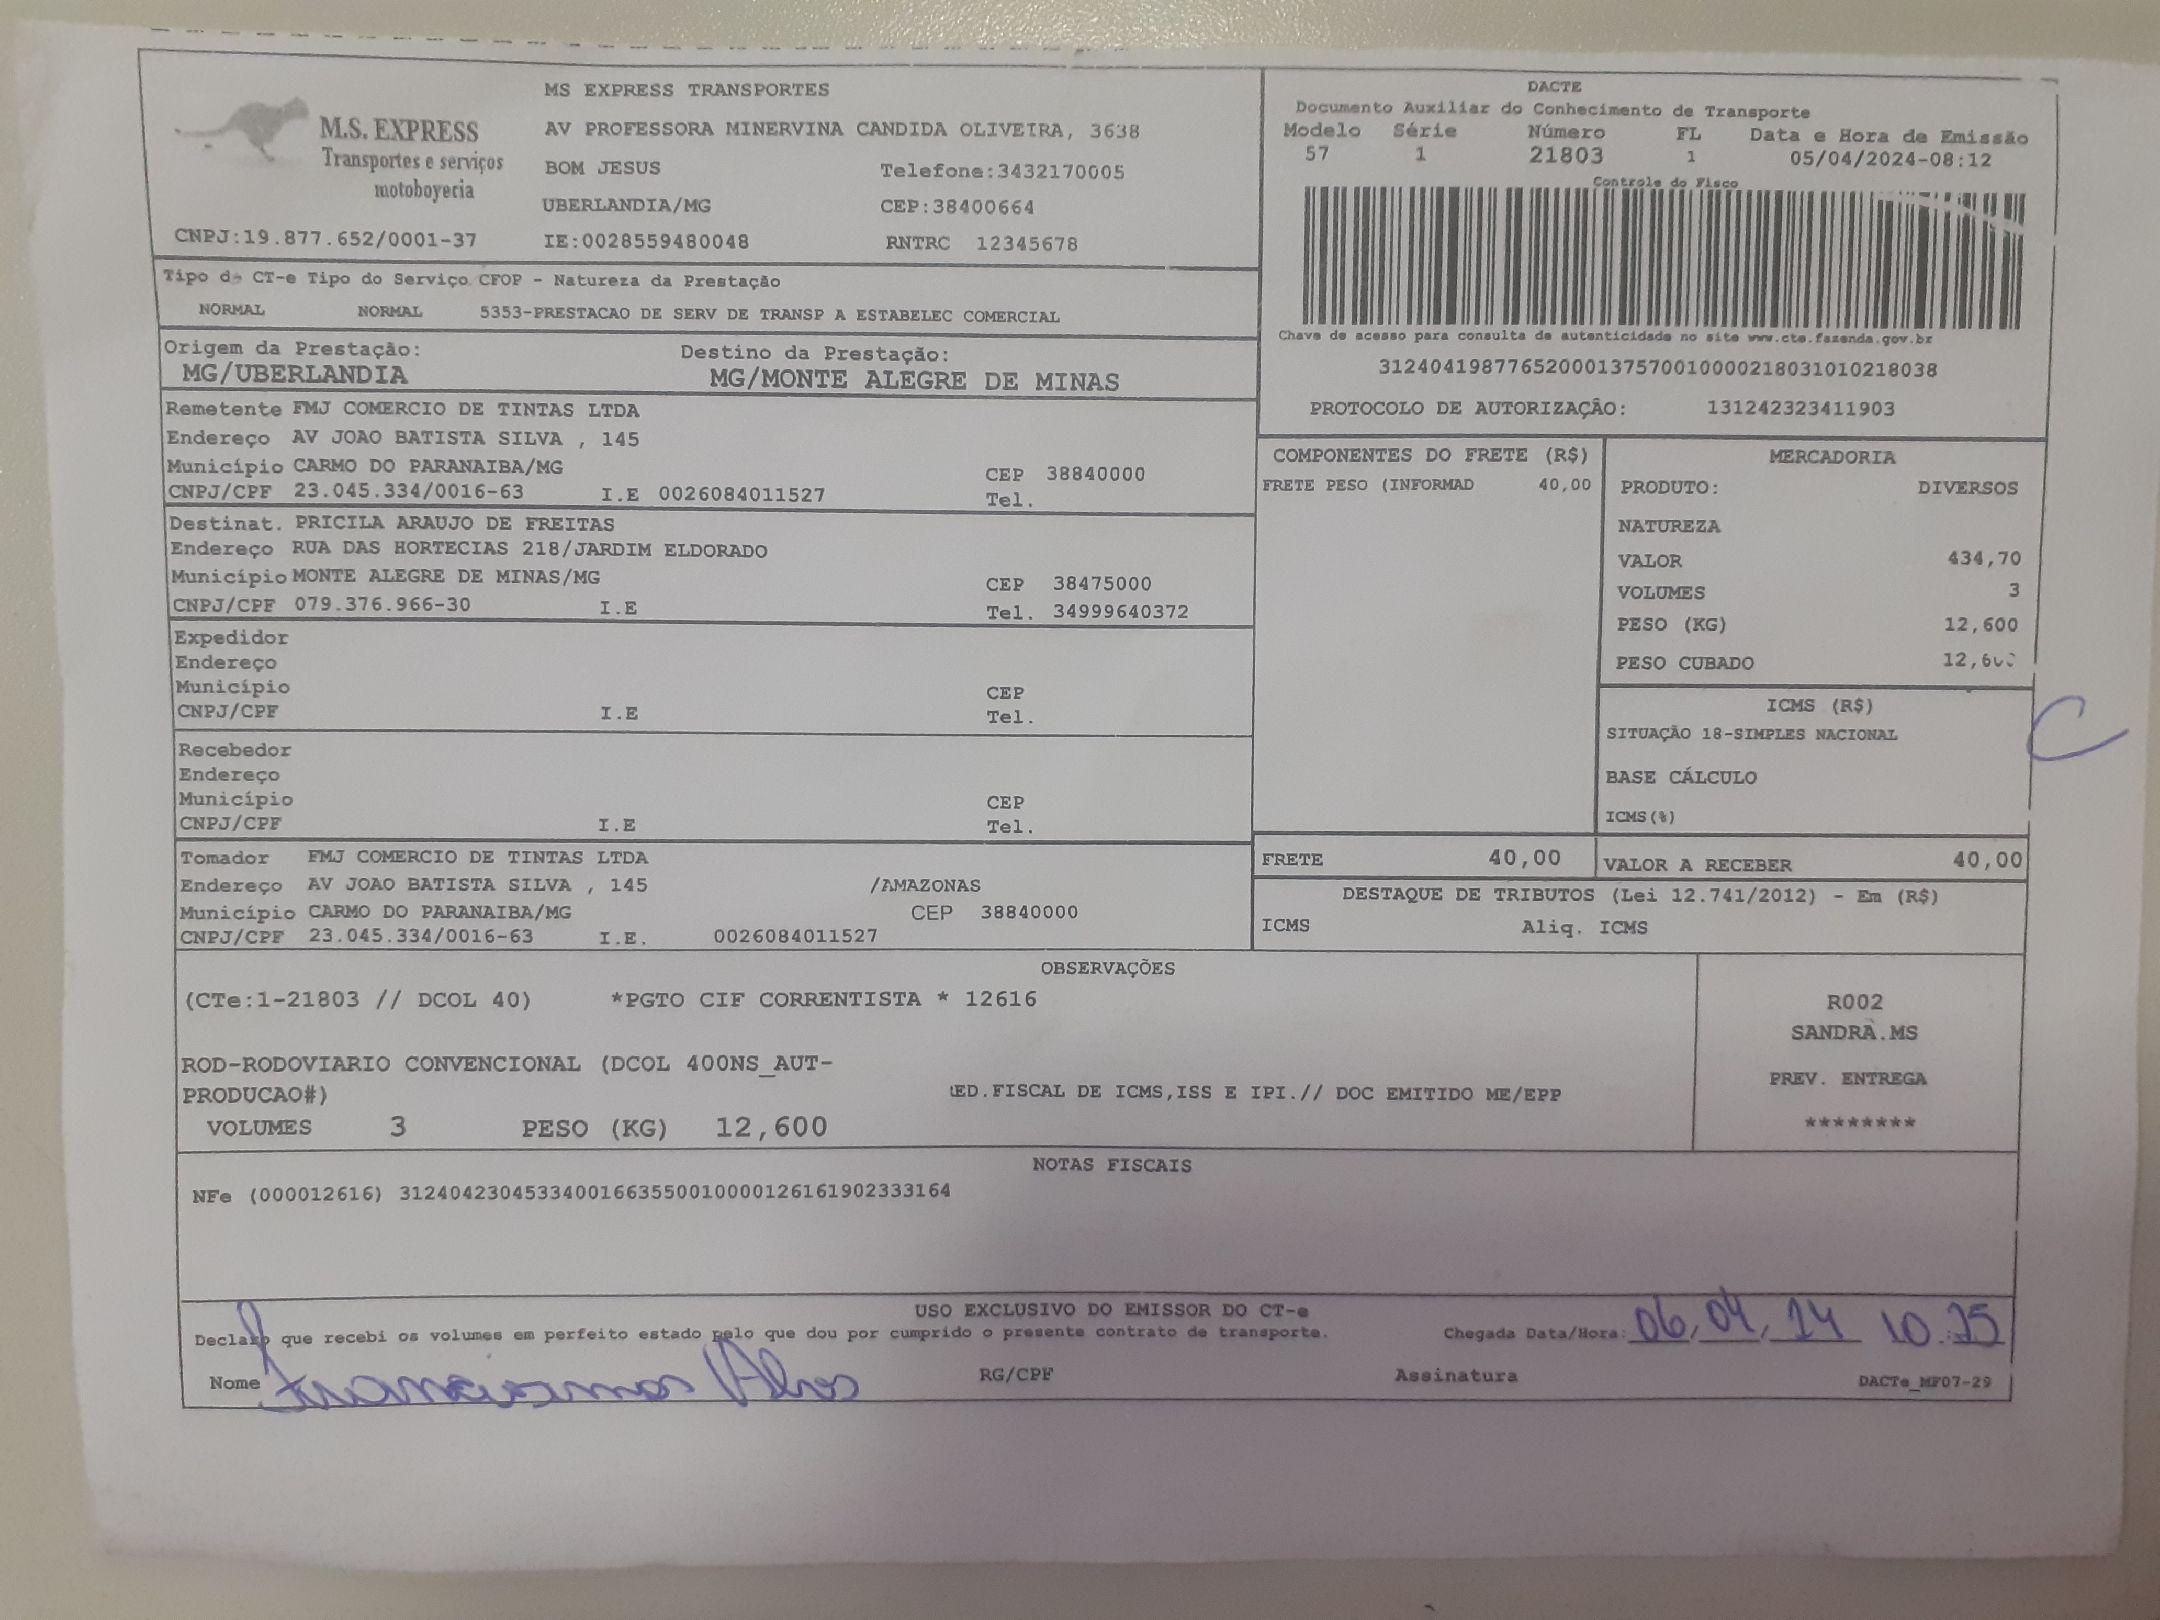 M.S. EXPRESS
Transportes e serviços
motoboyeria
CNPJ:19.877.652/0001-37
MS EXPRESS TRANSPORTES
AV PROFESSORA MINERVINA CANDIDA OLIVEIRA, 3638
BOM JESUS Telefone:3432170005
UBERLANDIA/MG CEP:38400664
IE:0028559480048 RNTRC 12345678
DACTE
Documento Auxiliar do Conhecimento de Transporte
Modelo Série Número FL Data e Hora de Emissão
57 1 21803 1 05/04/2024-08:12
Controle do Fisco
Chave de acesso para consulta de autenticidade no site www.cte.fazenda.gov.br
31240419877652000137570010000218031010218038
PROTOCOLO DE AUTORIZAÇÃO: 131242323411903
Tipo de CT-e Tipo do Serviço CFOP - Natureza da Prestação
NORMAL NORMAL 5353-PRESTACAO DE SERV DE TRANSP A ESTABELEC COMERCIAL
Origem da Prestação: Destino da Prestação:
MG/UBERLANDIA MG/MONTE ALEGRE DE MINAS
Remetente FMJ COMERCIO DE TINTAS LTDA
Endereço AV JOAO BATISTA SILVA , 145
Município CARMO DO PARANAIBA/MG CEP 38840000
CNPJ/CPF 23.045.334/0016-63 I.E 0026084011527 Tel.
Destinat. PRICILA ARAUJO DE FREITAS
Endereço RUA DAS HORTECIAS 218/JARDIM ELDORADO
Município MONTE ALEGRE DE MINAS/MG CEP 38475000
CNPJ/CPF 079.376.966-30 I.E Tel. 34999640372
Expedidor
Endereço
Município CEP
CNPJ/CPF I.E Tel.
Recebedor
Endereço
Município CEP
CNPJ/CPF I.E Tel.
Tomador FMJ COMERCIO DE TINTAS LTDA
Endereço AV JOAO BATISTA SILVA , 145 /AMAZONAS
Município CARMO DO PARANAIBA/MG CEP 38840000
CNPJ/CPF 23.045.334/0016-63 I.E. 0026084011527
COMPONENTES DO FRETE (R$)
FRETE PESO (INFORMAD 40,00
MERCADORIA
PRODUTO: DIVERSOS
NATUREZA
VALOR 434,70
VOLUMES 3
PESO (KG) 12,600
PESO CUBADO 12,600
ICMS (R$)
SITUAÇÃO 18-SIMPLES NACIONAL
BASE CÁLCULO
ICMS(%)
C
FRETE 40,00 VALOR A RECEBER 40,00
DESTAQUE DE TRIBUTOS (Lei 12.741/2012) - Em (R$)
ICMS Aliq. ICMS
OBSERVAÇÕES
(CTe:1-21803 // DCOL 40) *PGTO CIF CORRENTISTA * 12616
ROD-RODOVIARIO CONVENCIONAL (DCOL 400NS_AUT-
PRODUCAO#) ED.FISCAL DE ICMS,ISS E IPI.// DOC EMITIDO ME/EPP
VOLUMES 3 PESO (KG) 12,600
R002
SANDRA.MS
PREV. ENTREGA
********
NOTAS FISCAIS
NFe (000012616) 31240423045334001663550010000126161902333164
USO EXCLUSIVO DO EMISSOR DO CT-e
Declaro que recebi os volumes em perfeito estado pelo que dou por cumprido o presente contrato de transporte. Chegada Data/Hora: 06,04,
Nome Alves RG/CPF Assinatura DACTe_MF07-29